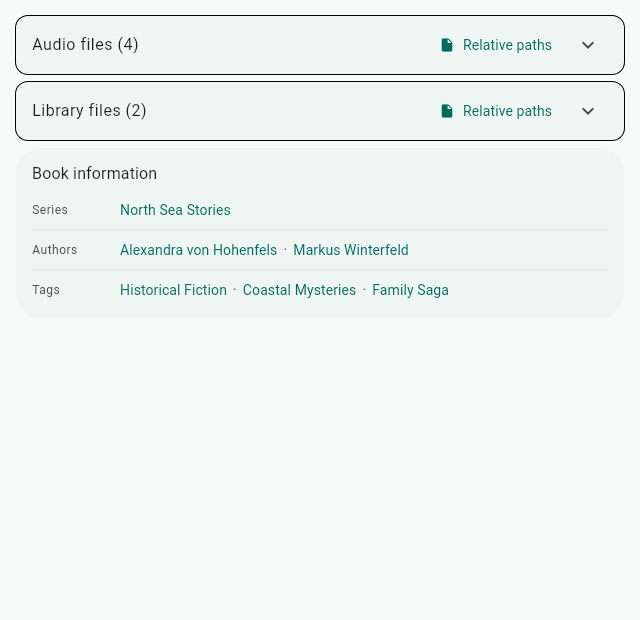 Audio files (4) Relative paths
Library files (2) Relative paths
Book information
Series North Sea Stories
Authors Alexandra von Hohenfels · Markus Winterfeld
Tags Historical Fiction · Coastal Mysteries · Family Saga